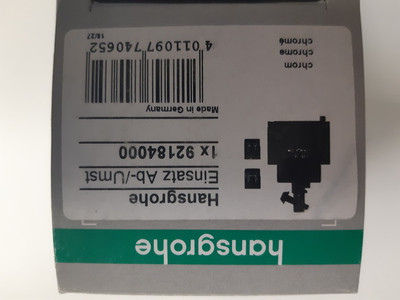 hansgrohe
Hansgrohe
Einsatz Ab-/Umst
1x 92184000
Made in Germany
4 011097 740652
18/27
chrom
chrome
chromé